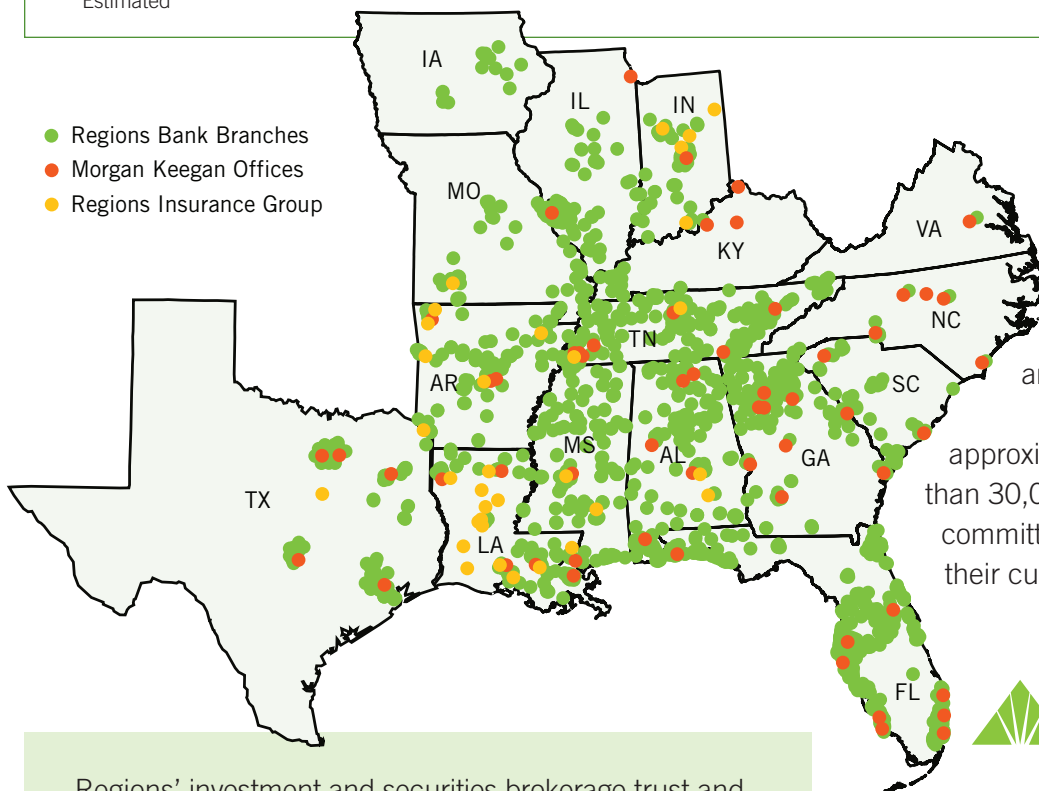 Estimated
IA
IL
IN
Regions Bank Branches
Morgan Keegan Offices
Regions Insurance Group
MO
KY
VA
NC
TN
AR
SC
MS
AL
GA
TX
LA
FL
approxi
than 30,0
committ
their cu
Regions' investment and securities brokerage trust and